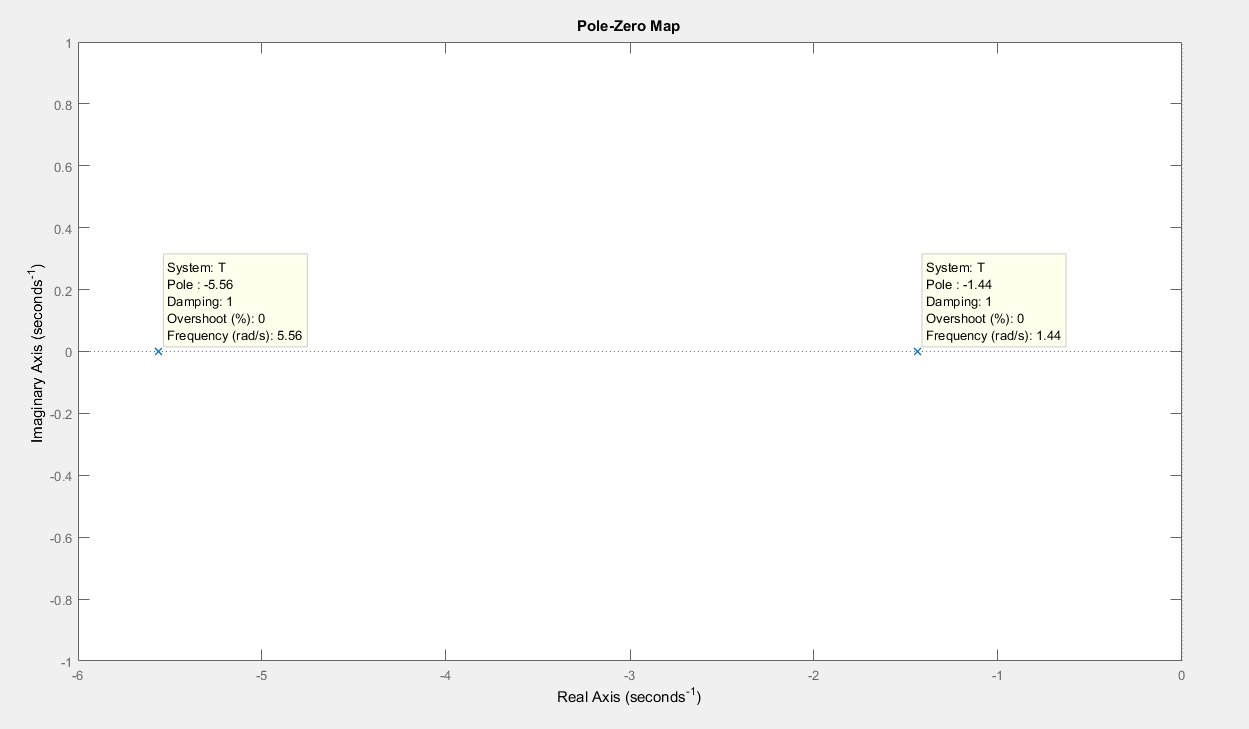 Pole-Zero Map
1
0.8
0.6
0.4
0.2
0
-0.2
-0.4
-0.6
-0.8
-1
Imaginary Axis (seconds⁻¹)
System: T
Pole : -5.56
Damping: 1
Overshoot (%): 0
Frequency (rad/s): 5.56
System: T
Pole : -1.44
Damping: 1
Overshoot (%): 0
Frequency (rad/s): 1.44
-6 -5 -4 -3 -2 -1 0
Real Axis (seconds⁻¹)